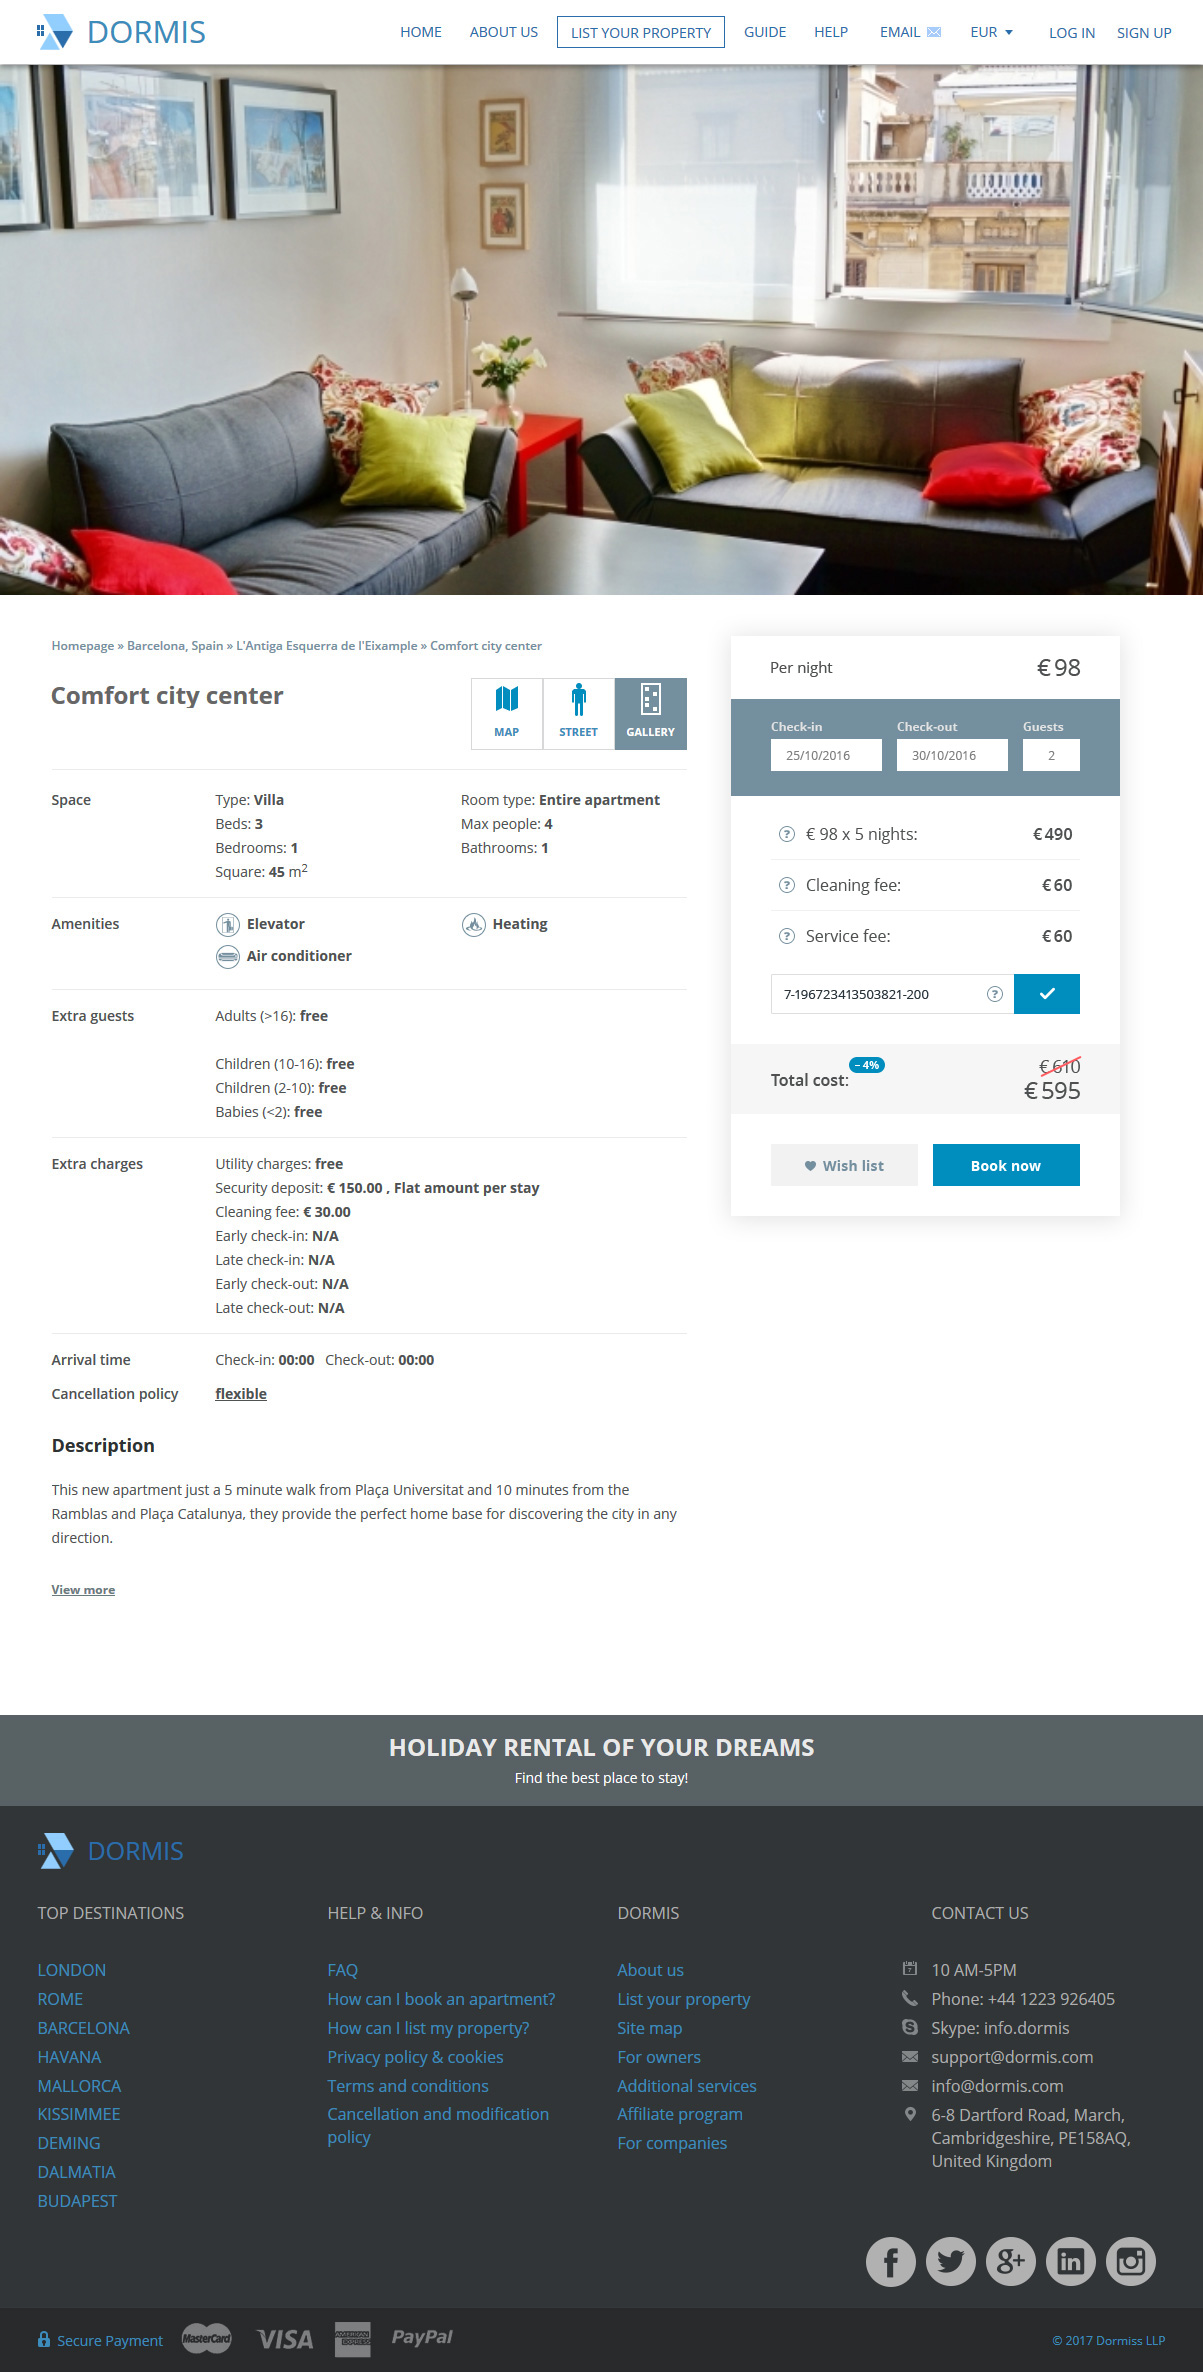 DORMIS
HOME ABOUT US LIST YOUR PROPERTY GUIDE HELP EMAIL EUR LOG IN SIGN UP
Homepage » Barcelona, Spain » L'Antiga Esquerra de l'Eixample » Comfort city center
Comfort city center
MAP STREET GALLERY
Space
Type: Villa
Room type: Entire apartment
Beds: 3
Max people: 4
Bedrooms: 1
Bathrooms: 1
Square: 45 m²
Amenities
Elevator
Heating
Air conditioner
Extra guests
Adults (>16): free
Children (10-16): free
Children (2-10): free
Babies (<2): free
Extra charges
Utility charges: free
Security deposit: € 150.00 , Flat amount per stay
Cleaning fee: € 30.00
Early check-in: N/A
Late check-in: N/A
Early check-out: N/A
Late check-out: N/A
Arrival time
Check-in: 00:00 Check-out: 00:00
Cancellation policy
flexible
Description
This new apartment just a 5 minute walk from Plaça Universitat and 10 minutes from the
Ramblas and Plaça Catalunya, they provide the perfect home base for discovering the city in any
direction.
View more
Per night €98
Check-in Check-out Guests
25/10/2016 30/10/2016 2
? € 98 x 5 nights: €490
? Cleaning fee: €60
? Service fee: €60
7-196723413503821-200 ?
Total cost: – 4% €610
€595
Wish list Book now
HOLIDAY RENTAL OF YOUR DREAMS
Find the best place to stay!
DORMIS
TOP DESTINATIONS
LONDON
ROME
BARCELONA
HAVANA
MALLORCA
KISSIMMEE
DEMING
DALMATIA
BUDAPEST
HELP & INFO
FAQ
How can I book an apartment?
How can I list my property?
Privacy policy & cookies
Terms and conditions
Cancellation and modification
policy
DORMIS
About us
List your property
Site map
For owners
Additional services
Affiliate program
For companies
CONTACT US
10 AM-5PM
Phone: +44 1223 926405
Skype: info.dormis
support@dormis.com
info@dormis.com
6-8 Dartford Road, March,
Cambridgeshire, PE158AQ,
United Kingdom
Secure Payment MasterCard VISA AMERICAN EXPRESS PayPal
© 2017 Dormiss LLP